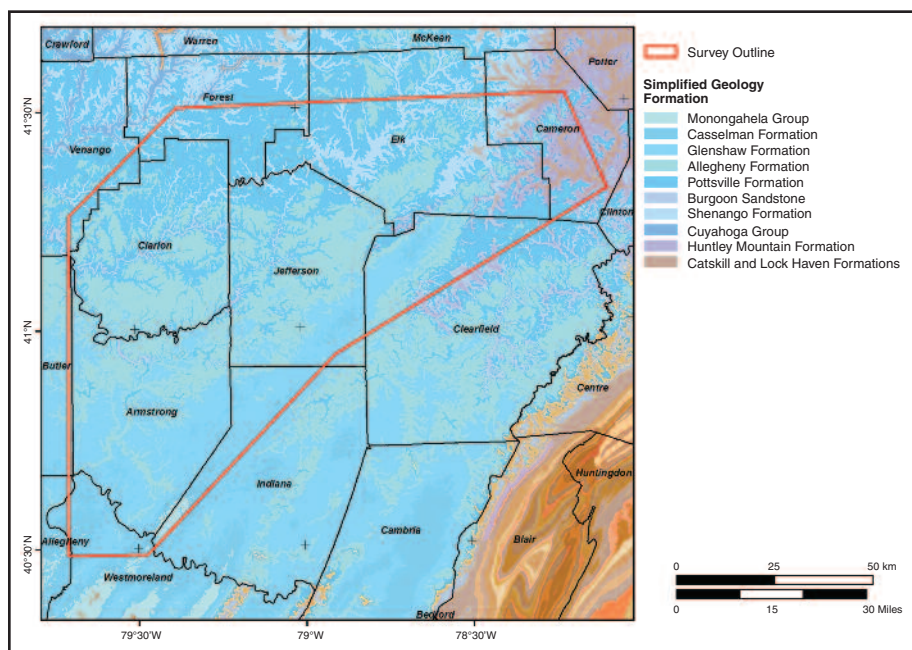 Crawford
Warren
McKean
Potter
Forest
Cameron
Elk
Venango
Clinton
Clarion
Jefferson
Clearfield
Butler
Centre
Armstrong
Huntingdon
Indiana
Cambria
Allegheny
Blair
Westmoreland
Bedford
41°30'N
41°N
40°30'N
79°30'W
79°W
78°30'W
Survey Outline
Simplified Geology
Formation
Monongahela Group
Casselman Formation
Glenshaw Formation
Allegheny Formation
Pottsville Formation
Burgoon Sandstone
Shenango Formation
Cuyahoga Group
Huntley Mountain Formation
Catskill and Lock Haven Formations
0 25 50 km
0 15 30 Miles